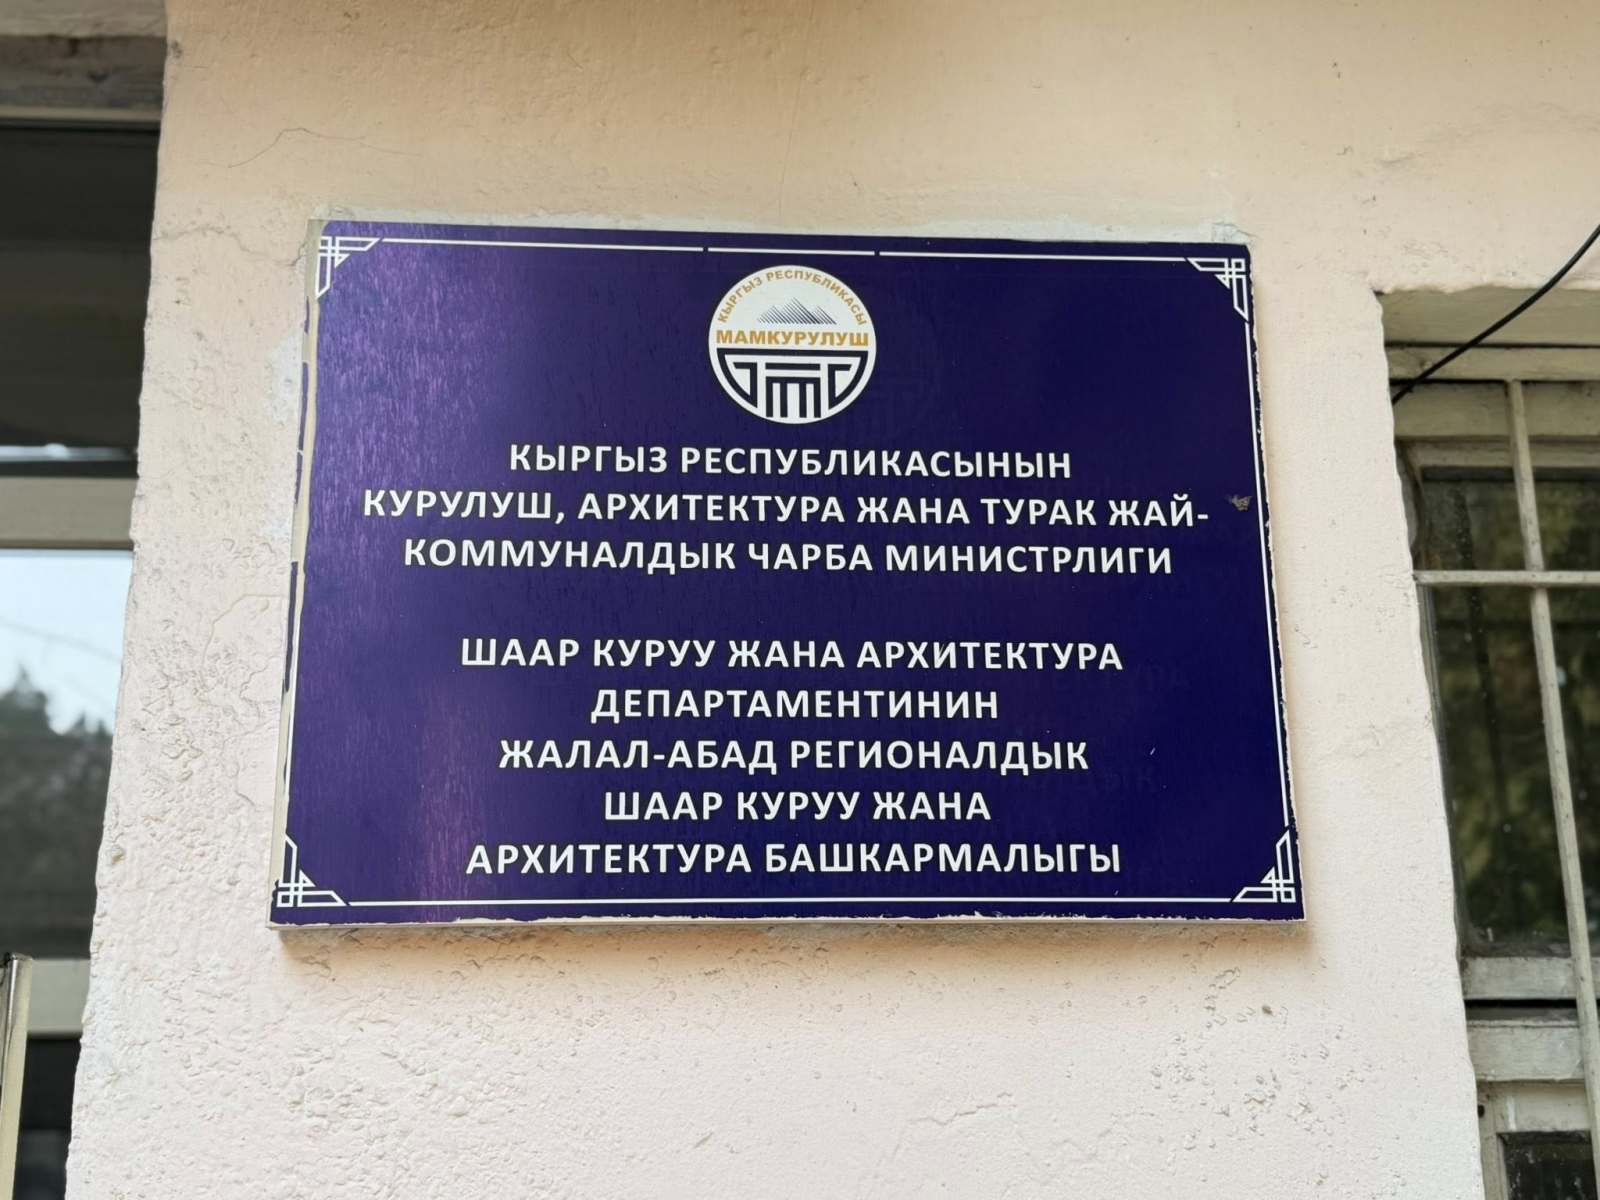 КЫРГЫЗ РЕСПУБЛИКАСЫ
МАМКУРУЛУШ
КЫРГЫЗ РЕСПУБЛИКАСЫНЫН
КУРУЛУШ, АРХИТЕКТУРА ЖАНА ТУРАК ЖАЙ-
КОММУНАЛДЫК ЧАРБА МИНИСТРЛИГИ
ШААР КУРУУ ЖАНА АРХИТЕКТУРА
ДЕПАРТАМЕНТИНИН
ЖАЛАЛ-АБАД РЕГИОНАЛДЫК
ШААР КУРУУ ЖАНА
АРХИТЕКТУРА БАШКАРМАЛЫГЫ